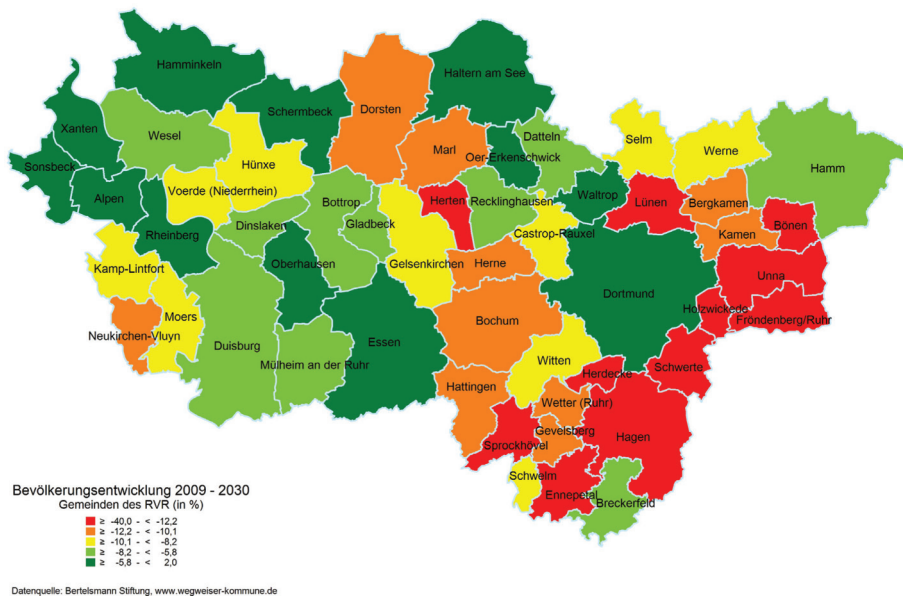 Hamminkeln
Haltern am See
Schermbeck
Dorsten
Xanten
Wesel
Datteln
Selm
Marl
Oer-Erkenschwick
Werne
Sonsbeck
Hünxe
Hamm
Alpen
Voerde (Niederrhein)
Waltrop
Bottrop
Herten
Recklinghausen
Lünen
Bergkamen
Rheinberg
Dinslaken
Gladbeck
Castrop-Rauxel
Bönen
Kamen
Kamp-Lintfort
Oberhausen
Gelsenkirchen
Herne
Unna
Dortmund
Moers
Holzwickede
Neukirchen-Vluyn
Bochum
Fröndenberg/Ruhr
Duisburg
Essen
Mülheim an der Ruhr
Witten
Schwerte
Herdecke
Hattingen
Wetter (Ruhr)
Gevelsberg
Hagen
Sprockhövel
Schwelm
Ennepetal
Breckerfeld
Bevölkerungsentwicklung 2009 - 2030
Gemeinden des RVR (in %)
≥ -40,0 - < -12,2
≥ -12,2 - < -10,1
≥ -10,1 - < -8,2
≥ -8,2 - < -5,8
≥ -5,8 - < 2,0
Datenquelle: Bertelsmann Stiftung, www.wegweiser-kommune.de